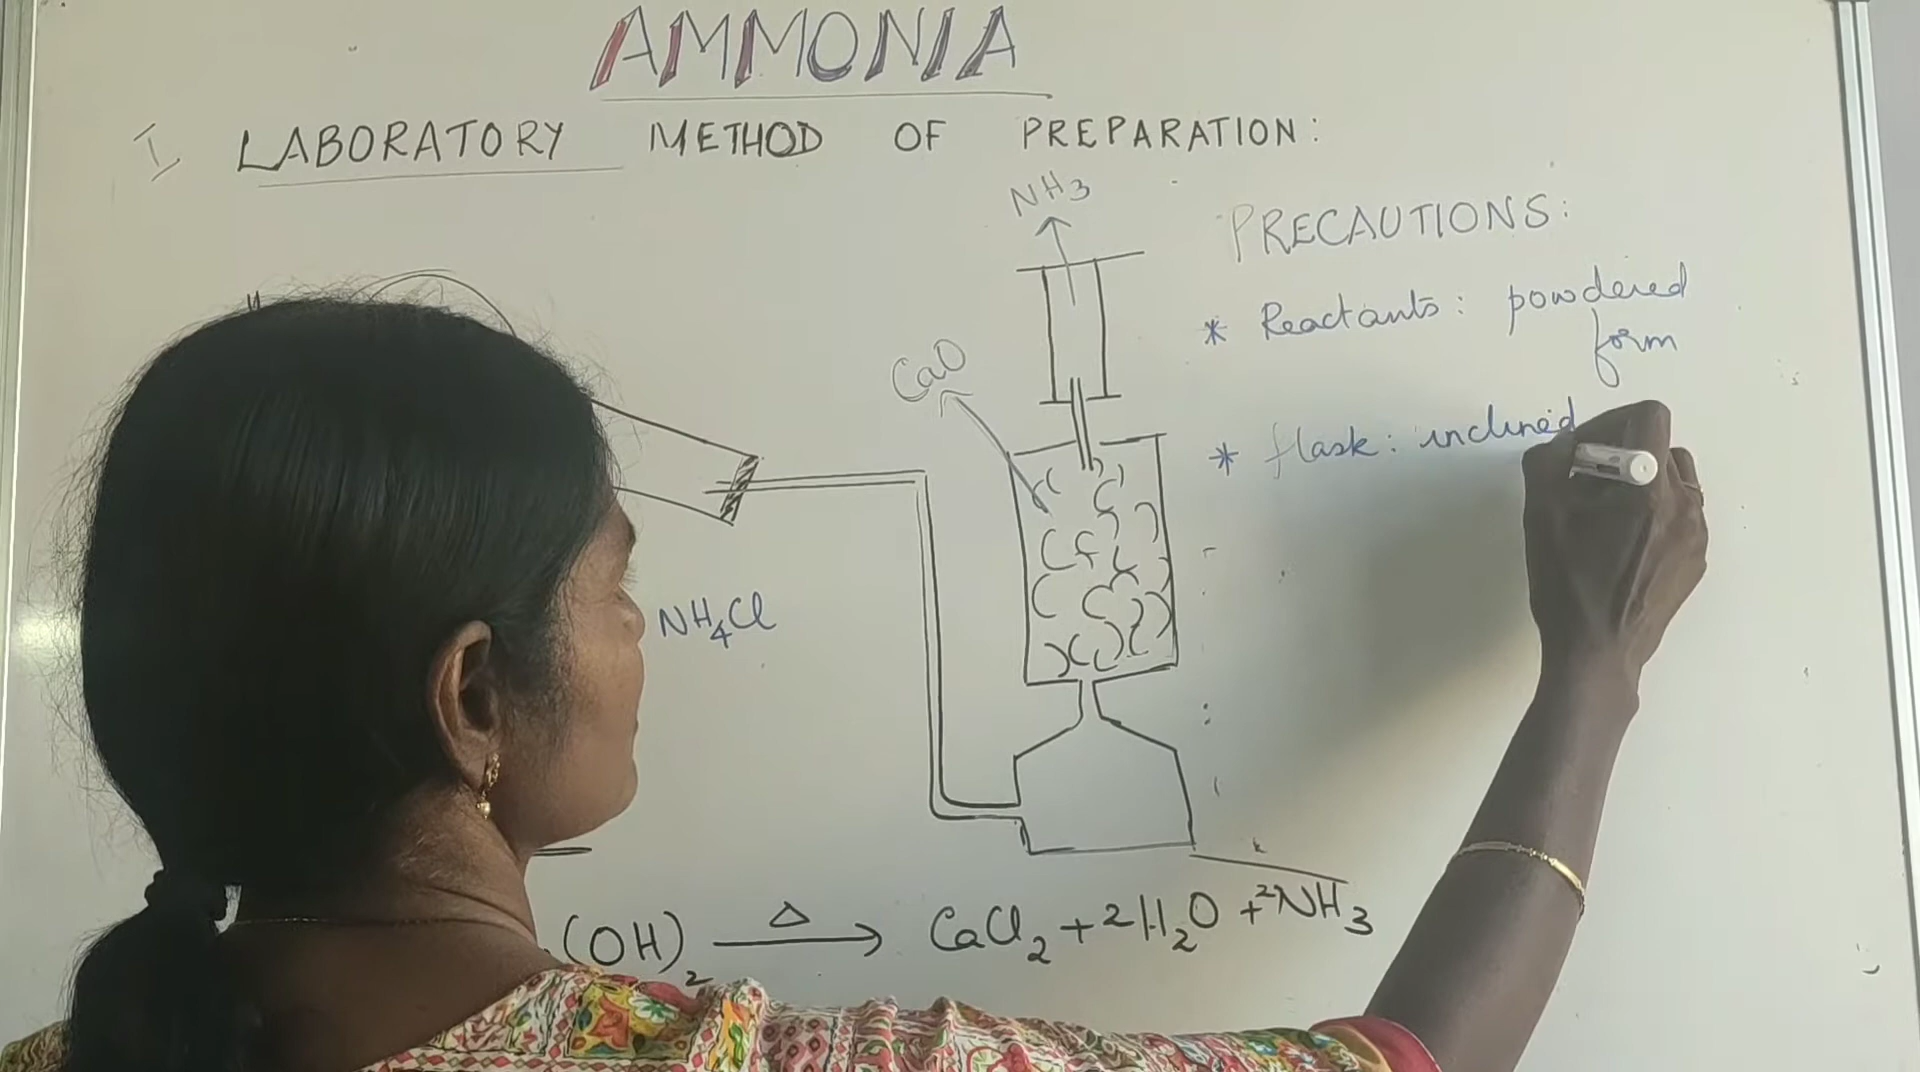 AMMONIA
I LABORATORY METHOD OF PREPARATION:
NH3
PRECAUTIONS:
* Reactants: powdered
form
CaO
* flask: inclined
NH₄Cl
(OH)₂ △ → CaCl₂ + 2H₂O + 2NH₃